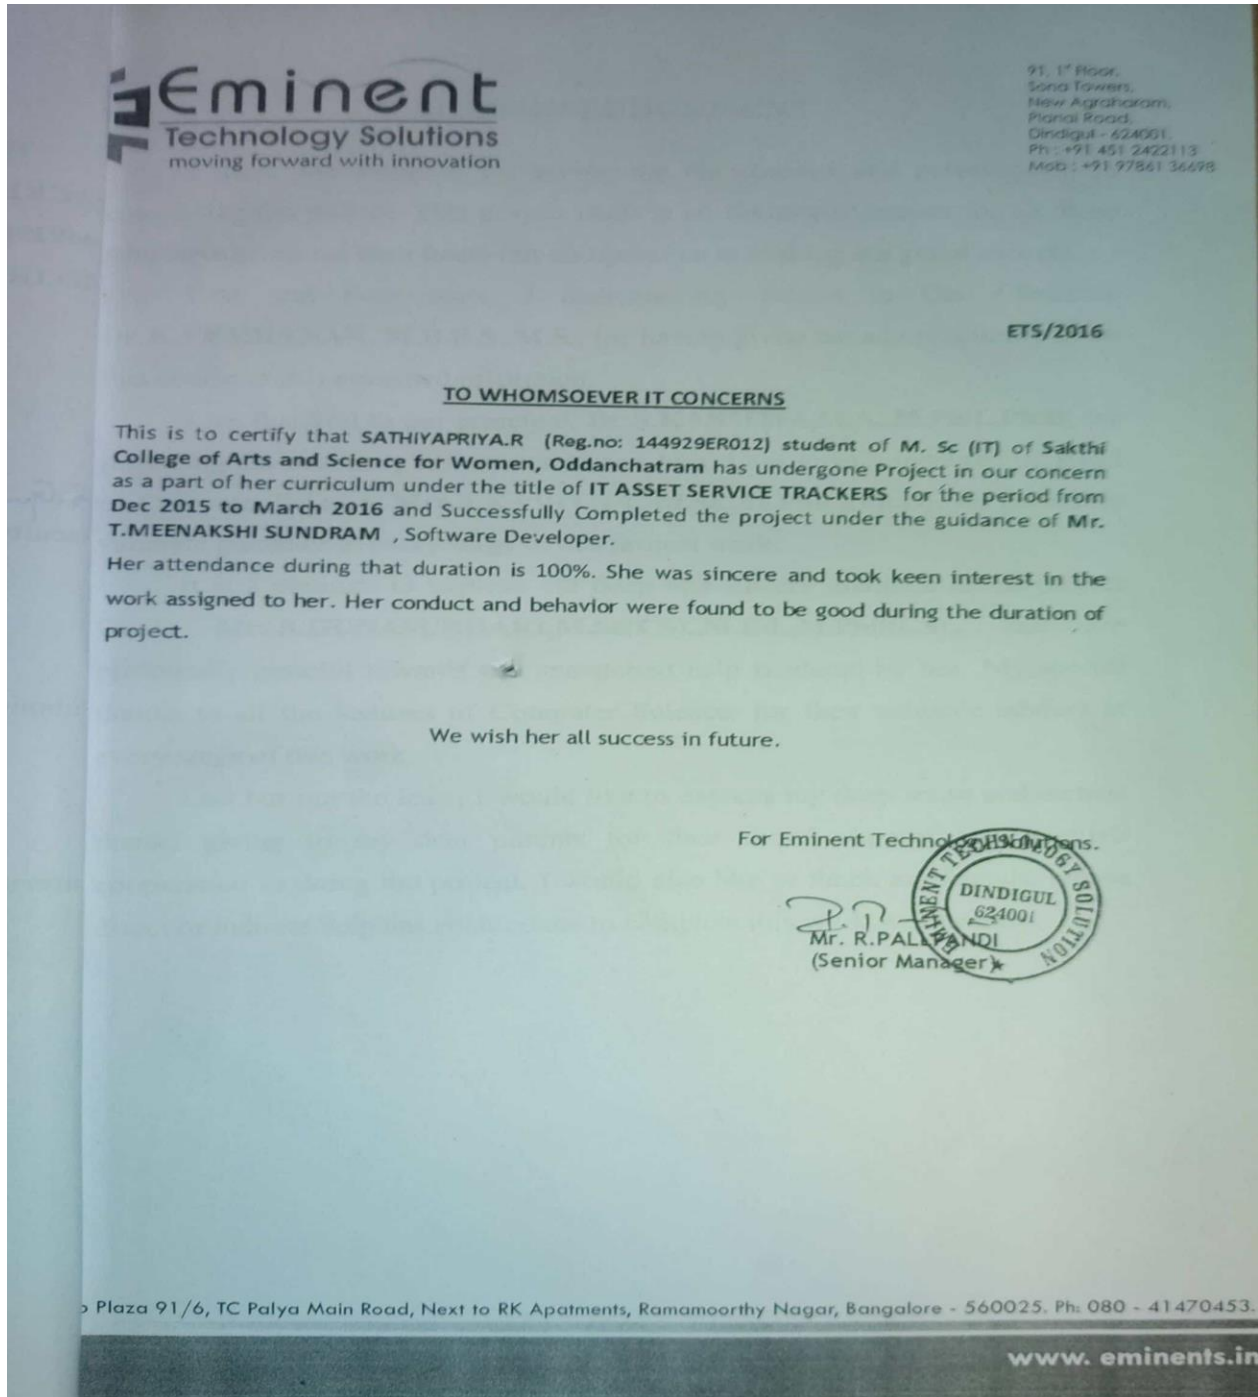 Eminent
Technology Solutions
moving forward with innovation
91, 1st Floor,
Sona Towers,
New Agraharam,
Planai Road,
Dindigul - 624001.
Ph : +91 451 2422113
Mob : +91 97861 36698
ETS/2016
TO WHOMSOEVER IT CONCERNS
This is to certify that SATHIYAPRIYA.R (Reg.no: 144929ER012) student of M. Sc (IT) of Sakthi
College of Arts and Science for Women, Oddanchatram has undergone Project in our concern
as a part of her curriculum under the title of IT ASSET SERVICE TRACKERS for the period from
Dec 2015 to March 2016 and Successfully Completed the project under the guidance of Mr.
T.MEENAKSHI SUNDRAM , Software Developer.
Her attendance during that duration is 100%. She was sincere and took keen interest in the
work assigned to her. Her conduct and behavior were found to be good during the duration of
project.
We wish her all success in future.
For Eminent Technology Solutions.
EMINENT TECHNOLOGY SOLUTION
DINDIGUL
624001
Mr. R.PALLPANDI
(Senior Manager)
Plaza 91/6, TC Palya Main Road, Next to RK Apatments, Ramamoorthy Nagar, Bangalore - 560025. Ph: 080 - 41470453.
www. eminents.in